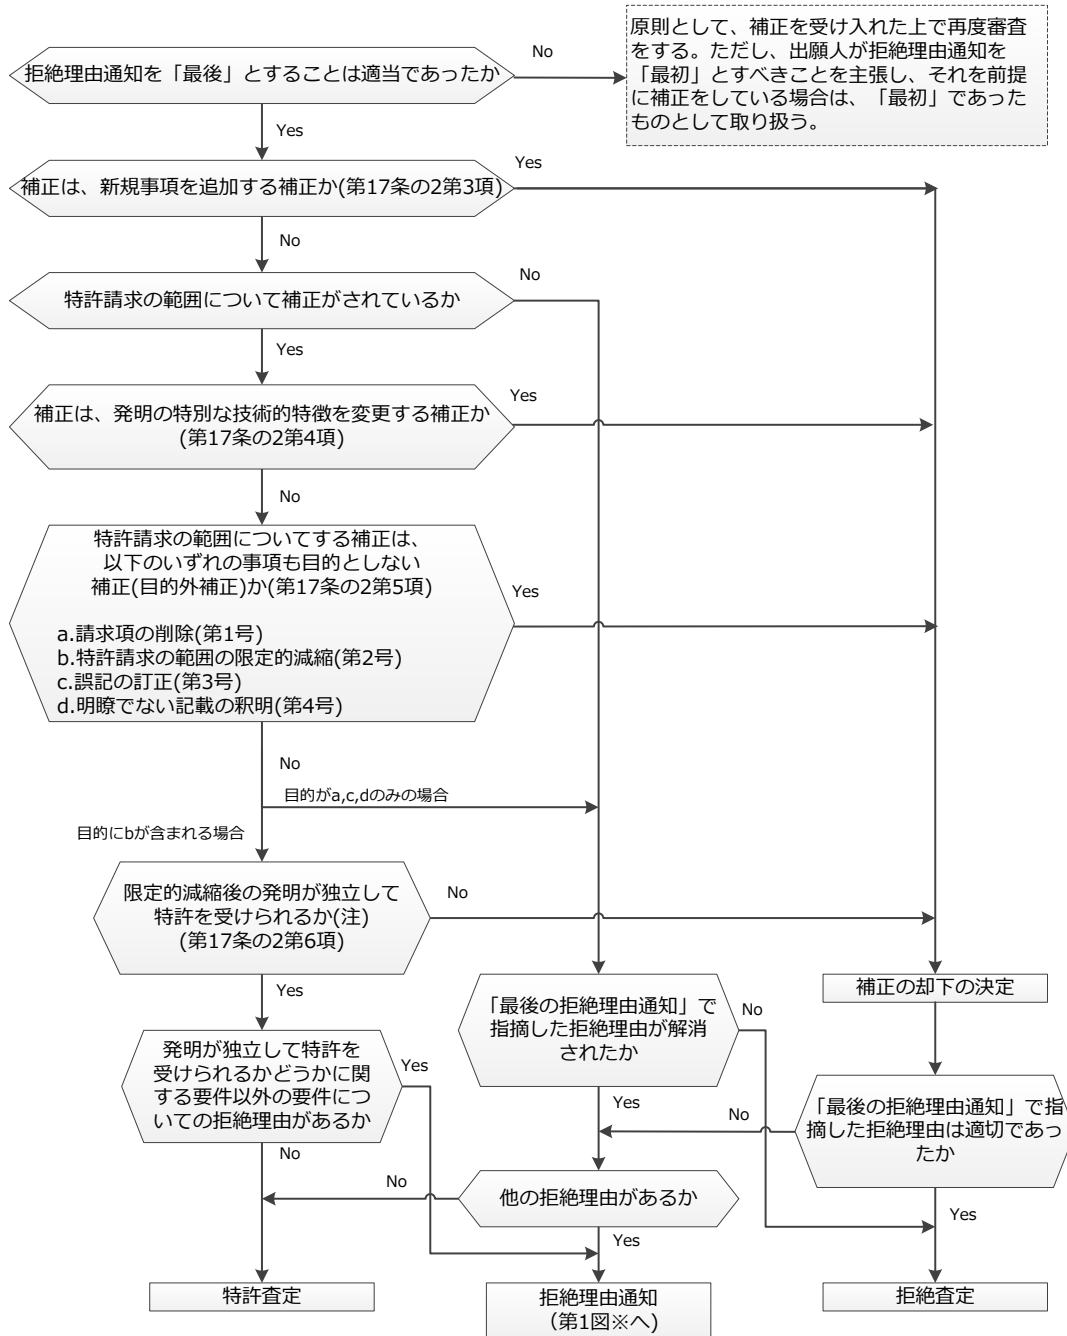 拒絶理由通知を「最後」とすることは適当であったか
No
原則として、補正を受け入れた上で再度審査
をする。ただし、出願人が拒絶理由通知を
「最初」とすべきことを主張し、それを前提
に補正をしている場合は、「最初」であった
ものとして取り扱う。
Yes
補正は、新規事項を追加する補正か(第17条の2第3項)
Yes
No
特許請求の範囲について補正がされているか
No
Yes
補正は、発明の特別な技術的特徴を変更する補正か
(第17条の2第4項)
Yes
No
特許請求の範囲についてする補正は、
以下のいずれの事項も目的としない
補正(目的外補正)か(第17条の2第5項)
a.請求項の削除(第1号)
b.特許請求の範囲の限定的減縮(第2号)
c.誤記の訂正(第3号)
d.明瞭でない記載の釈明(第4号)
Yes
No
目的がa,c,dのみの場合
目的にbが含まれる場合
限定的減縮後の発明が独立して
特許を受けられるか(注)
(第17条の2第6項)
No
Yes
発明が独立して特許を
受けられるかどうかに関
する要件以外の要件につ
いての拒絶理由があるか
Yes
No
「最後の拒絶理由通知」で
指摘した拒絶理由が解消
されたか
No
Yes
補正の却下の決定
「最後の拒絶理由通知」で指
摘した拒絶理由は適切であっ
たか
No
Yes
他の拒絶理由があるか
No
Yes
特許査定
拒絶理由通知
(第1図※へ)
拒絶査定